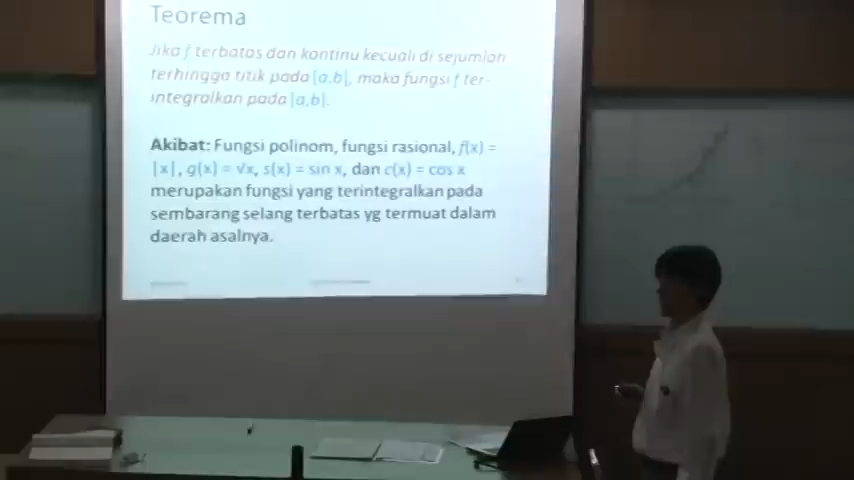 Teorema
Jika f terbatas dan kontinu kecuali di sejumlah
terhingga titik pada [a,b], maka fungsi f ter-
integralkan pada [a,b].
Akibat: Fungsi polinom, fungsi rasional, f(x) =
|x|, g(x) = √x, s(x) = sin x, dan c(x) = cos x
merupakan fungsi yang terintegralkan pada
sembarang selang terbatas yg termuat dalam
daerah asalnya.